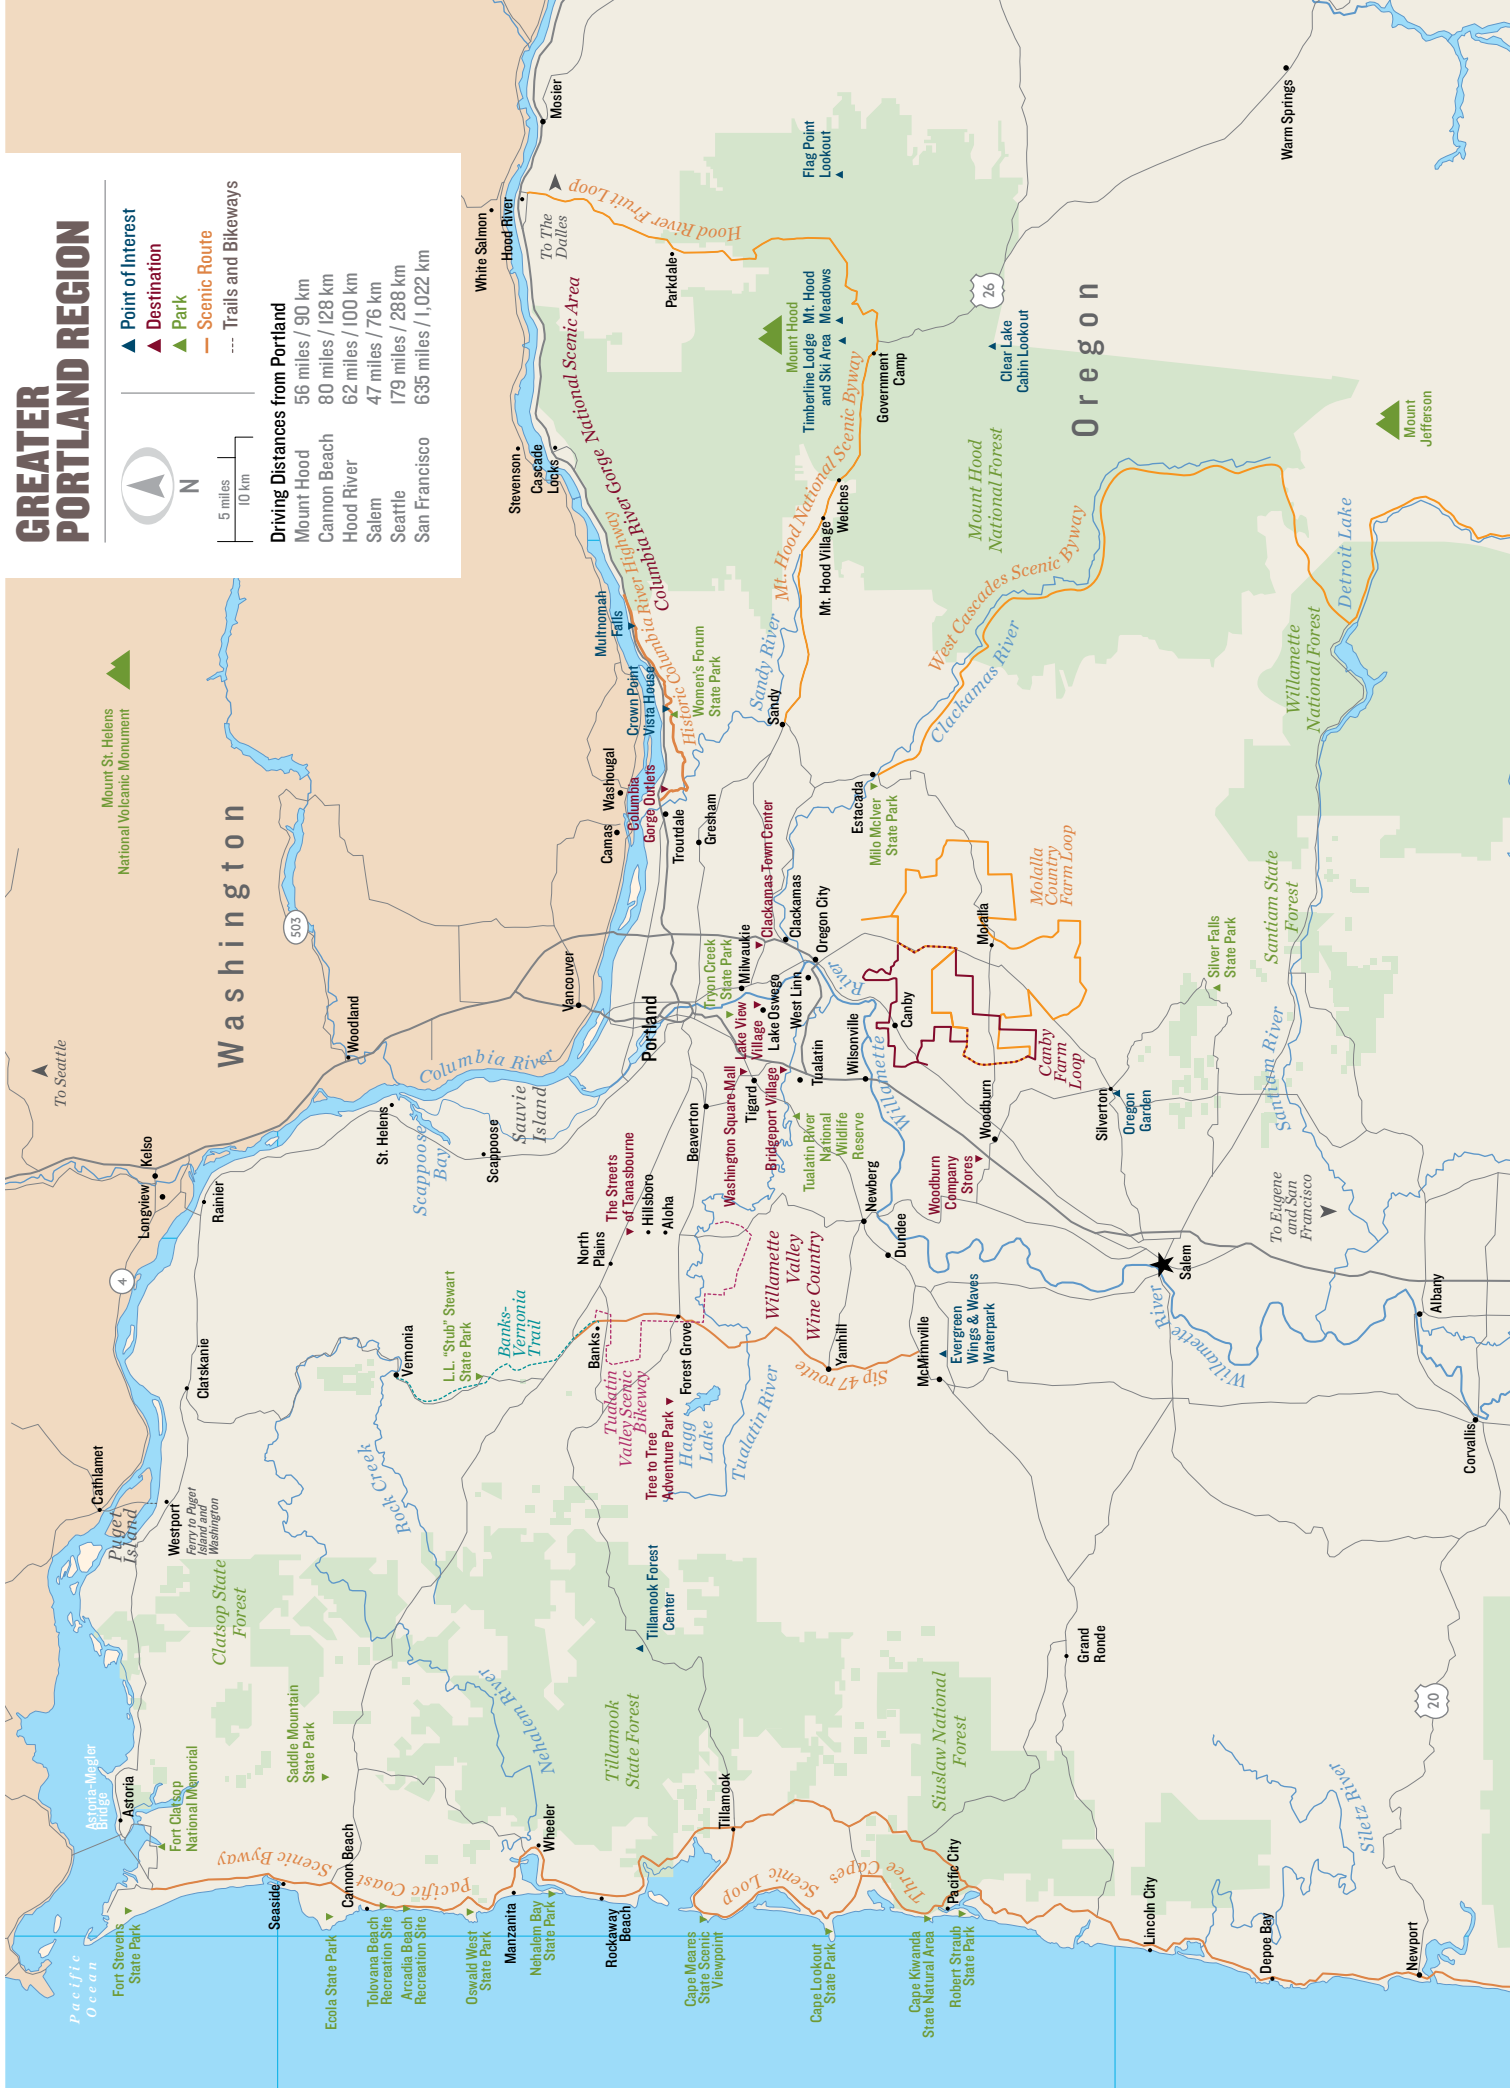 GREATER
PORTLAND REGION
N
5 miles
10 km
Point of Interest
Destination
Park
Scenic Route
Trails and Bikeways
Driving Distances from Portland
Mount Hood 56 miles / 90 km
Cannon Beach 80 miles / 128 km
Hood River 62 miles / 100 km
Salem 47 miles / 76 km
Seattle 179 miles / 288 km
San Francisco 635 miles / 1,022 km
Pacific
Ocean
Astoria-Megler
Bridge
Astoria
Fort Stevens
State Park
Fort Clatsop
National Memorial
Puget
Island
Cathlamet
Westport
Ferry to Puget
Island and
Washington
Clatskanie
4
Longview
Kelso
Rainier
To Seattle
Washington
Mount St. Helens
National Volcanic Monument
503
Woodland
Clatsop State
Forest
Saddle Mountain
State Park
Seaside
Pacific Coast Scenic Byway
Ecola State Park
Cannon Beach
Tolovana Beach
Recreation Site
Arcadia Beach
Recreation Site
Oswald West
State Park
Manzanita
Nehalem Bay
State Park
Wheeler
Nehalem River
Rock Creek
Vernonia
L.L. "Stub" Stewart
State Park
Banks-
Vernonia
Trail
St. Helens
Scappoose
Bay
Scappoose
Sauvie
Island
Columbia River
Vancouver
Camas
Washougal
Stevenson
Cascade
Locks
White Salmon
Hood River
Mosier
To The
Dalles
Hood River Fruit Loop
Columbia River Gorge National Scenic Area
Historic Columbia River Highway
Multnomah
Falls
Crown Point
Vista House
Women's Forum
State Park
Columbia
Gorge Outlets
Troutdale
Gresham
Portland
Rockaway
Beach
Tillamook
State Forest
Tillamook Forest
Center
Banks
North
Plains
The Streets
of Tanasbourne
Hillsboro
Aloha
Beaverton
Tualatin
Valley Scenic
Bikeway
Tree to Tree
Adventure Park
Forest Grove
Hagg
Lake
Tualatin River
Washington Square Mall
Tigard
Lake View
Village
Lake Oswego
Tryon Creek
State Park
Milwaukie
Clackamas Town Center
Clackamas
Oregon City
West Linn
Bridgeport Village
Tualatin
Tualatin River
National
Wildlife
Reserve
Wilsonville
Willamette River
Sandy River
Sandy
Mt. Hood National Scenic Byway
Mt. Hood Village
Welches
Parkdale
Mount Hood
Timberline Lodge
and Ski Area
Mt. Hood
Meadows
Government
Camp
Flag Point
Lookout
26
Clear Lake
Cabin Lookout
Warm Springs
Oregon
Cape Meares
State Scenic
Viewpoint
Tillamook
Three Capes Scenic Loop
Cape Lookout
State Park
Cape Kiwanda
State Natural Area
Robert Straub
State Park
Pacific City
Siuslaw National
Forest
Willamette
Valley
Wine Country
Sip 47 route
Yamhill
McMinnville
Evergreen
Wings & Waves
Waterpark
Newberg
Dundee
Woodburn
Company
Stores
Woodburn
Canby
Canby
Farm
Loop
Molalla
Molalla
Country
Farm Loop
Estacada
Milo McIver
State Park
Clackamas River
West Cascades Scenic Byway
Mount Hood
National Forest
Mount
Jefferson
Grand
Ronde
Lincoln City
Depoe Bay
Siletz River
Newport
20
Salem
Willamette River
Willamette
Silverton
Oregon
Garden
Silver Falls
State Park
Santiam State
Forest
Santiam River
Willamette
National Forest
Detroit Lake
To Eugene
and San
Francisco
Albany
Corvallis